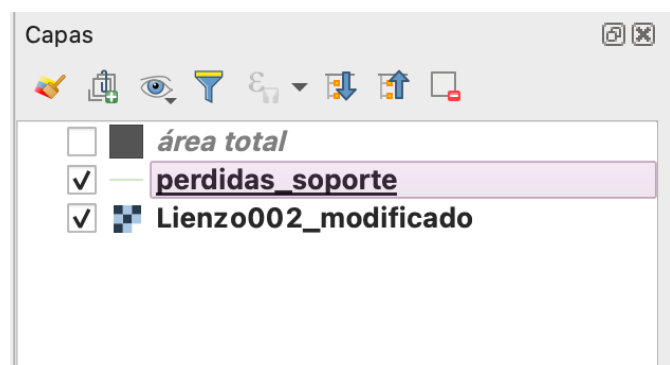 Capas
área total
perdidas_soporte
Lienzo002_modificado